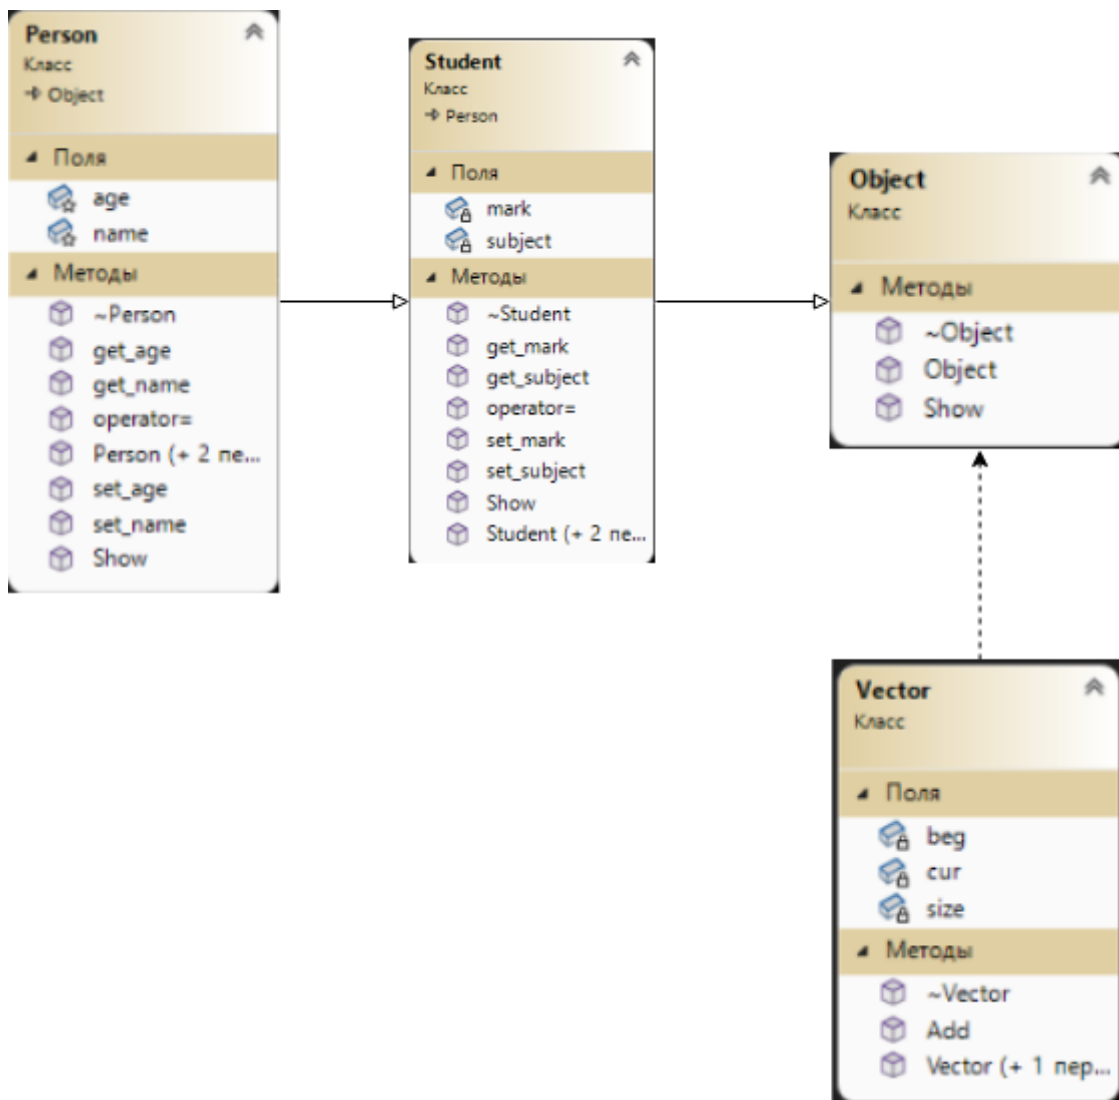 Person
Класс
Object
Поля
age
name
Методы
~Person
get_age
get_name
operator=
Person (+ 2 пе...
set_age
set_name
Show
Student
Класс
Person
Поля
mark
subject
Методы
~Student
get_mark
get_subject
operator=
set_mark
set_subject
Show
Student (+ 2 пе...
Object
Класс
Методы
~Object
Object
Show
Vector
Класс
Поля
beg
cur
size
Методы
~Vector
Add
Vector (+ 1 пер...